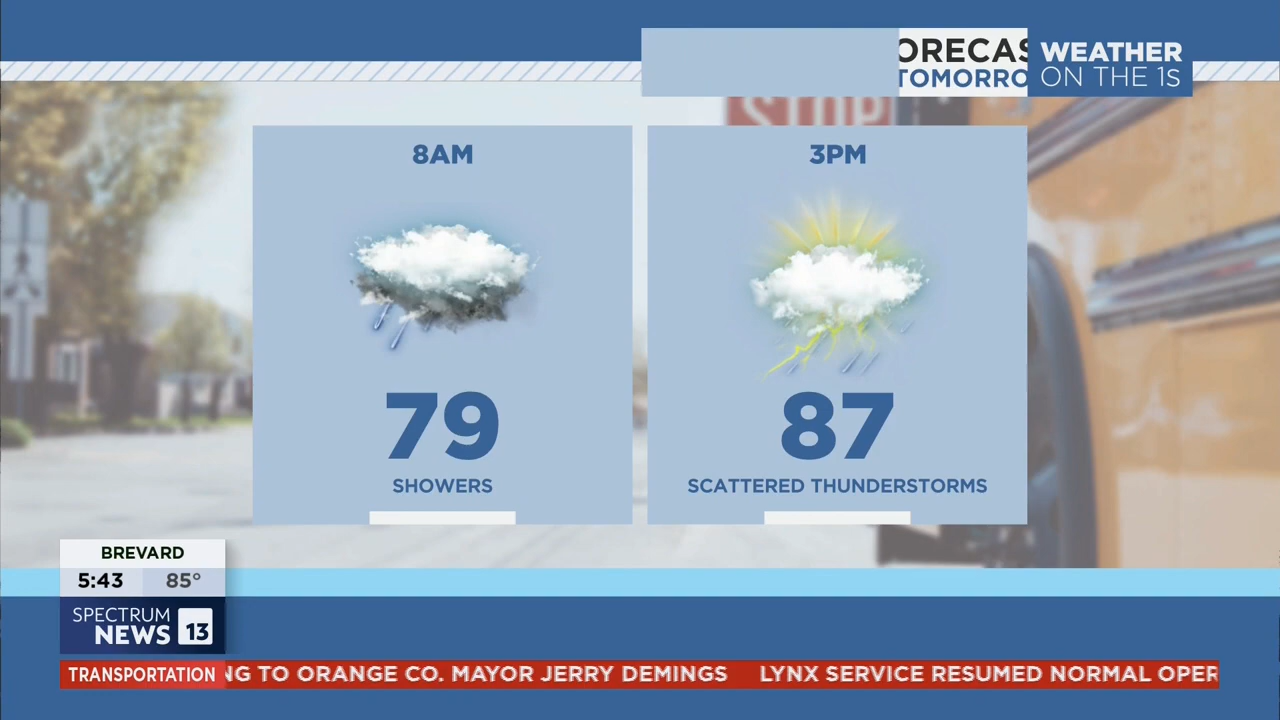 ORECAS
TOMORRO
WEATHER
ON THE 1S
STOP
8AM
79
SHOWERS
3PM
87
SCATTERED THUNDERSTORMS
BREVARD
5:43 85°
SPECTRUM
NEWS 13
TRANSPORTATION NG TO ORANGE CO. MAYOR JERRY DEMINGS LYNX SERVICE RESUMED NORMAL OPER